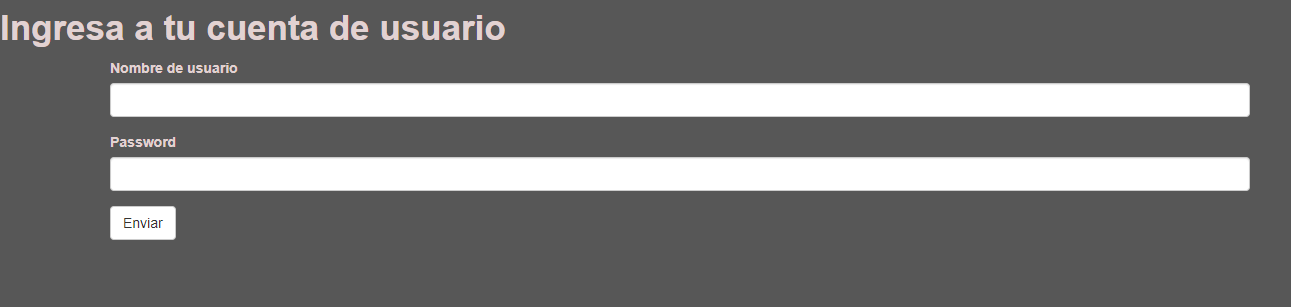 Ingresa a tu cuenta de usuario
Nombre de usuario
Password
Enviar